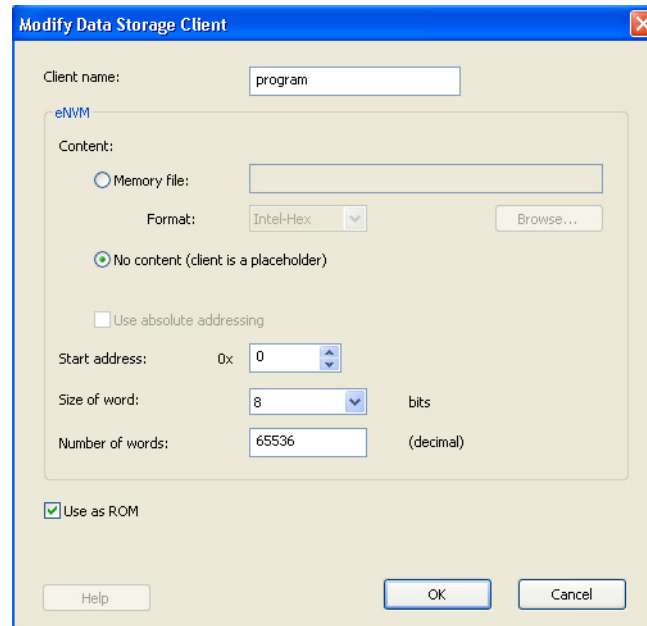 Modify Data Storage Client
Client name: program
eNVM
Content:
Memory file:
Format: Intel-Hex Browse...
No content (client is a placeholder)
Use absolute addressing
Start address: 0x 0
Size of word: 8 bits
Number of words: 65536 (decimal)
Use as ROM
Help OK Cancel